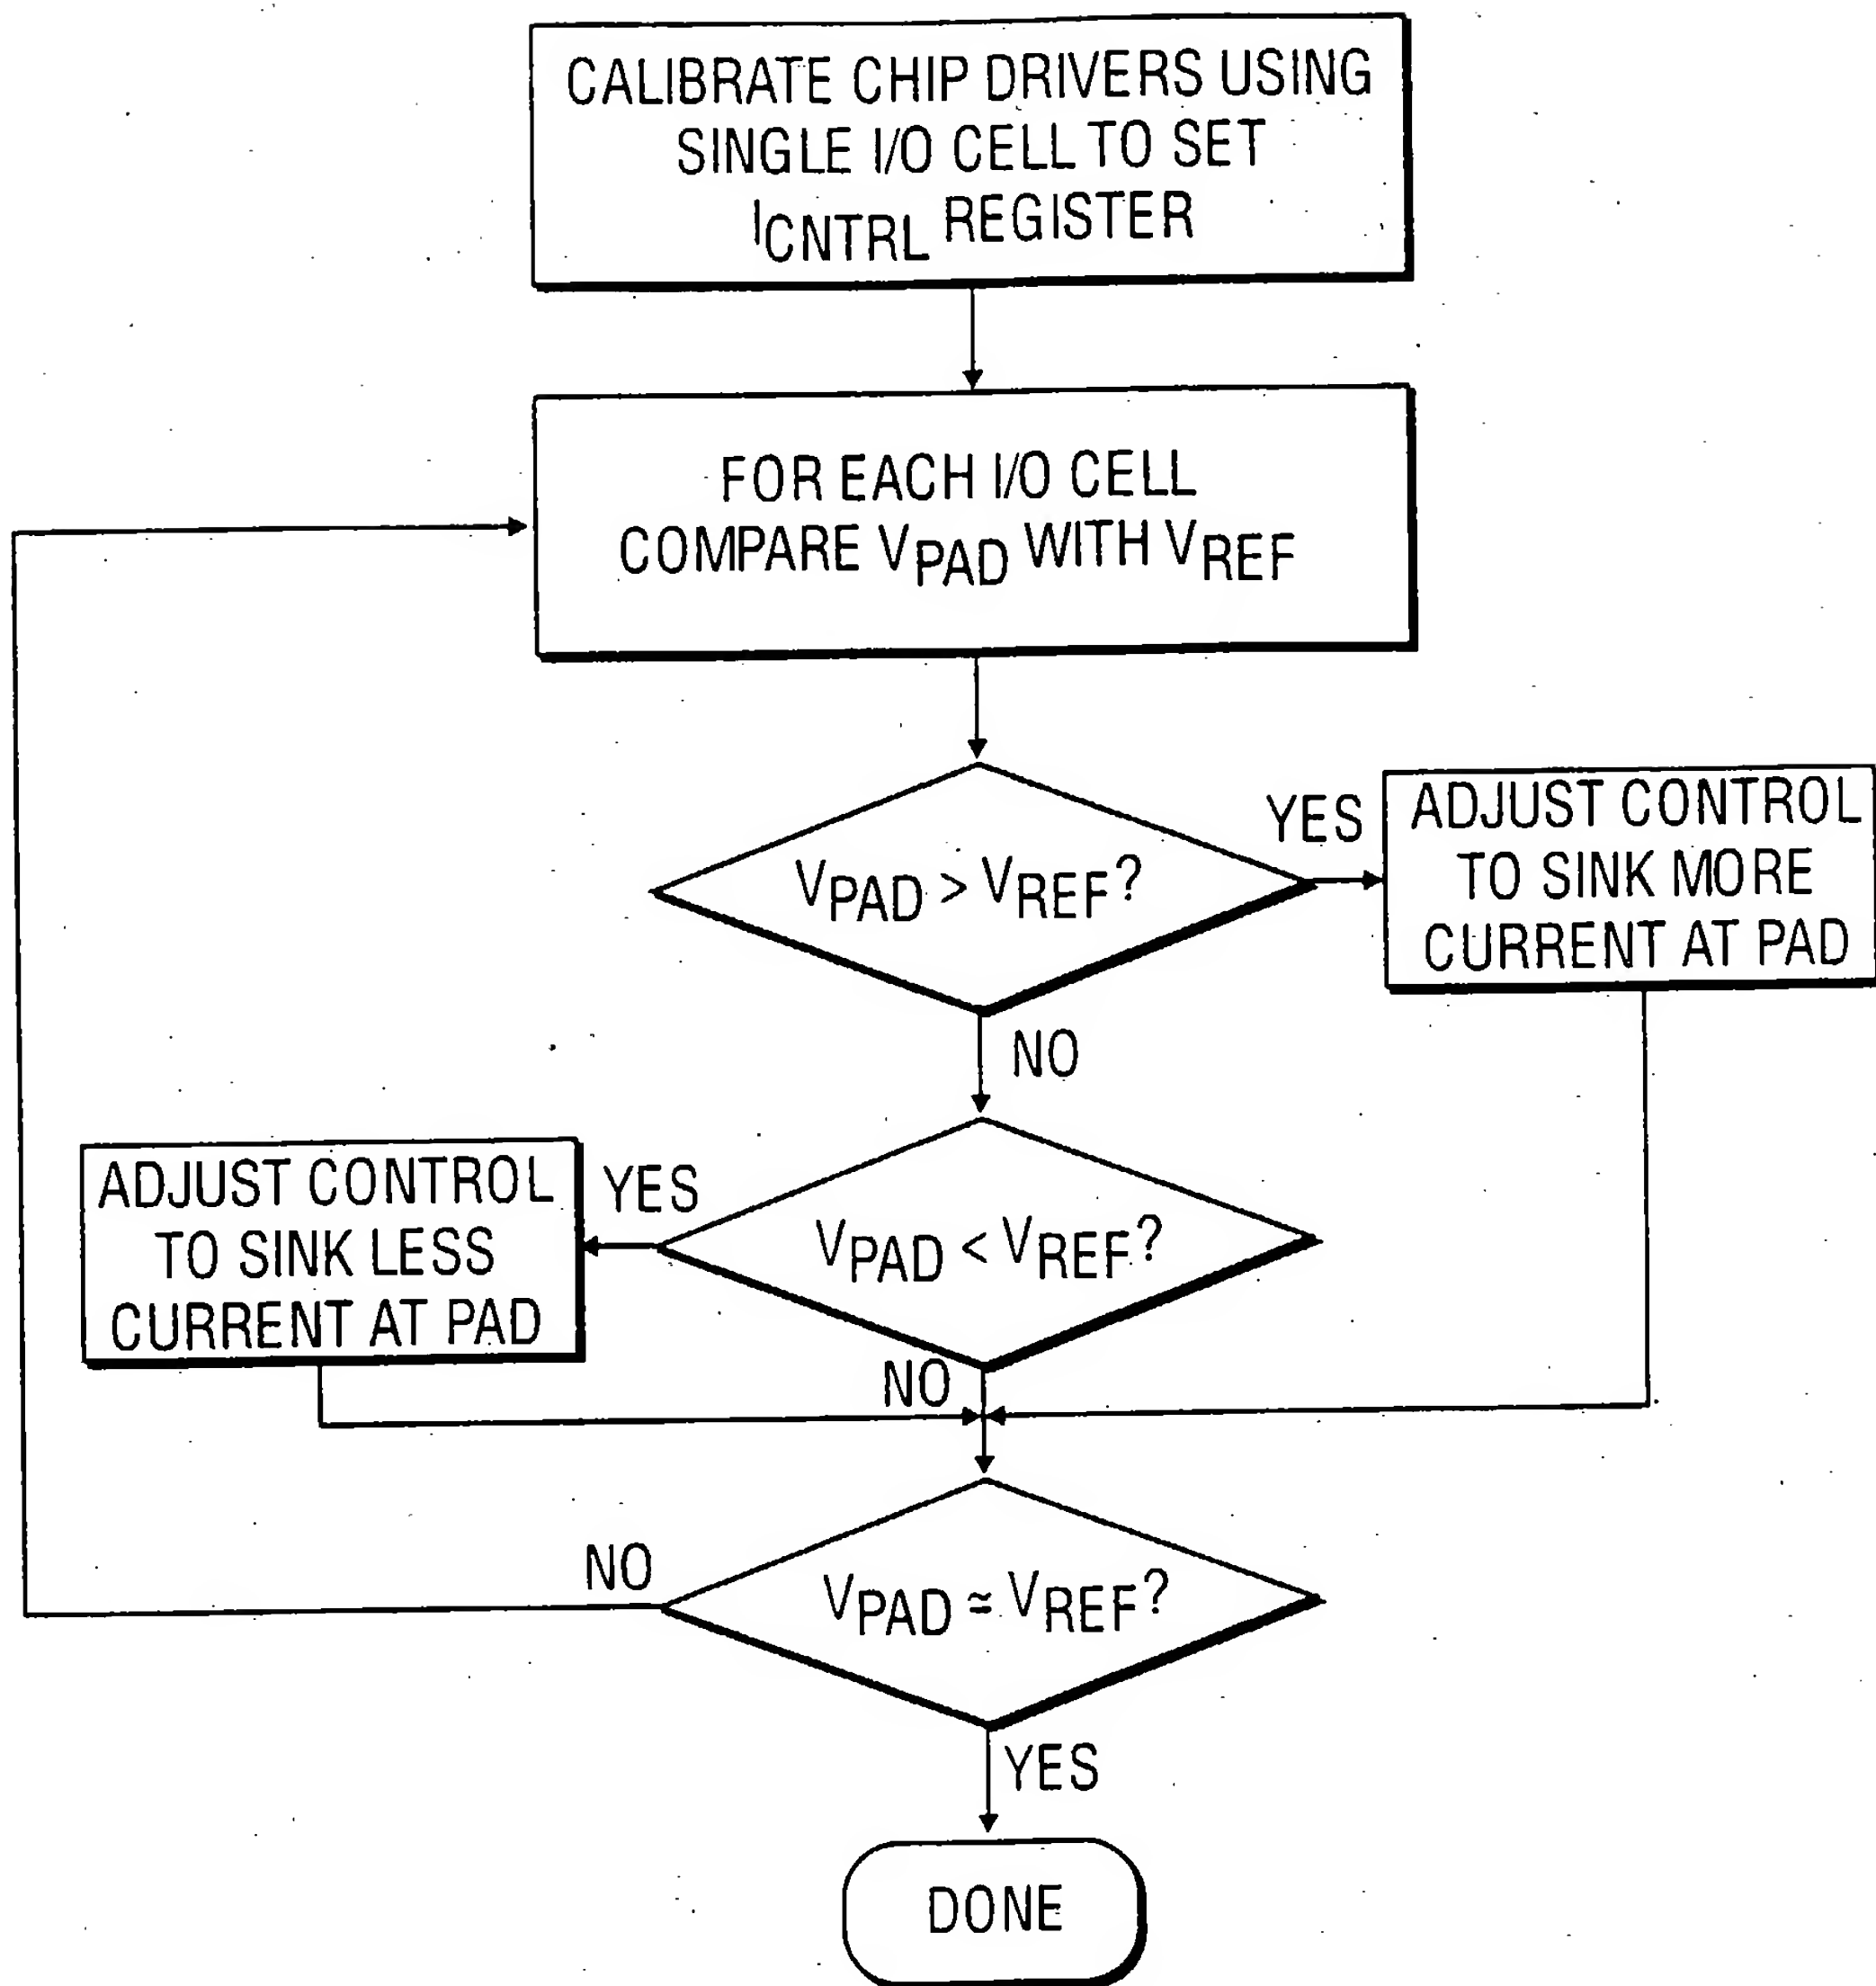 CALIBRATE CHIP DRIVERS USING
SINGLE I/O CELL TO SET
ICNTRL REGISTER
FOR EACH I/O CELL
COMPARE VPAD WITH VREF
VPAD > VREF?
YES
ADJUST CONTROL
TO SINK MORE
CURRENT AT PAD
NO
VPAD < VREF?
YES
ADJUST CONTROL
TO SINK LESS
CURRENT AT PAD
NO
VPAD ≃ VREF?
NO
YES
DONE